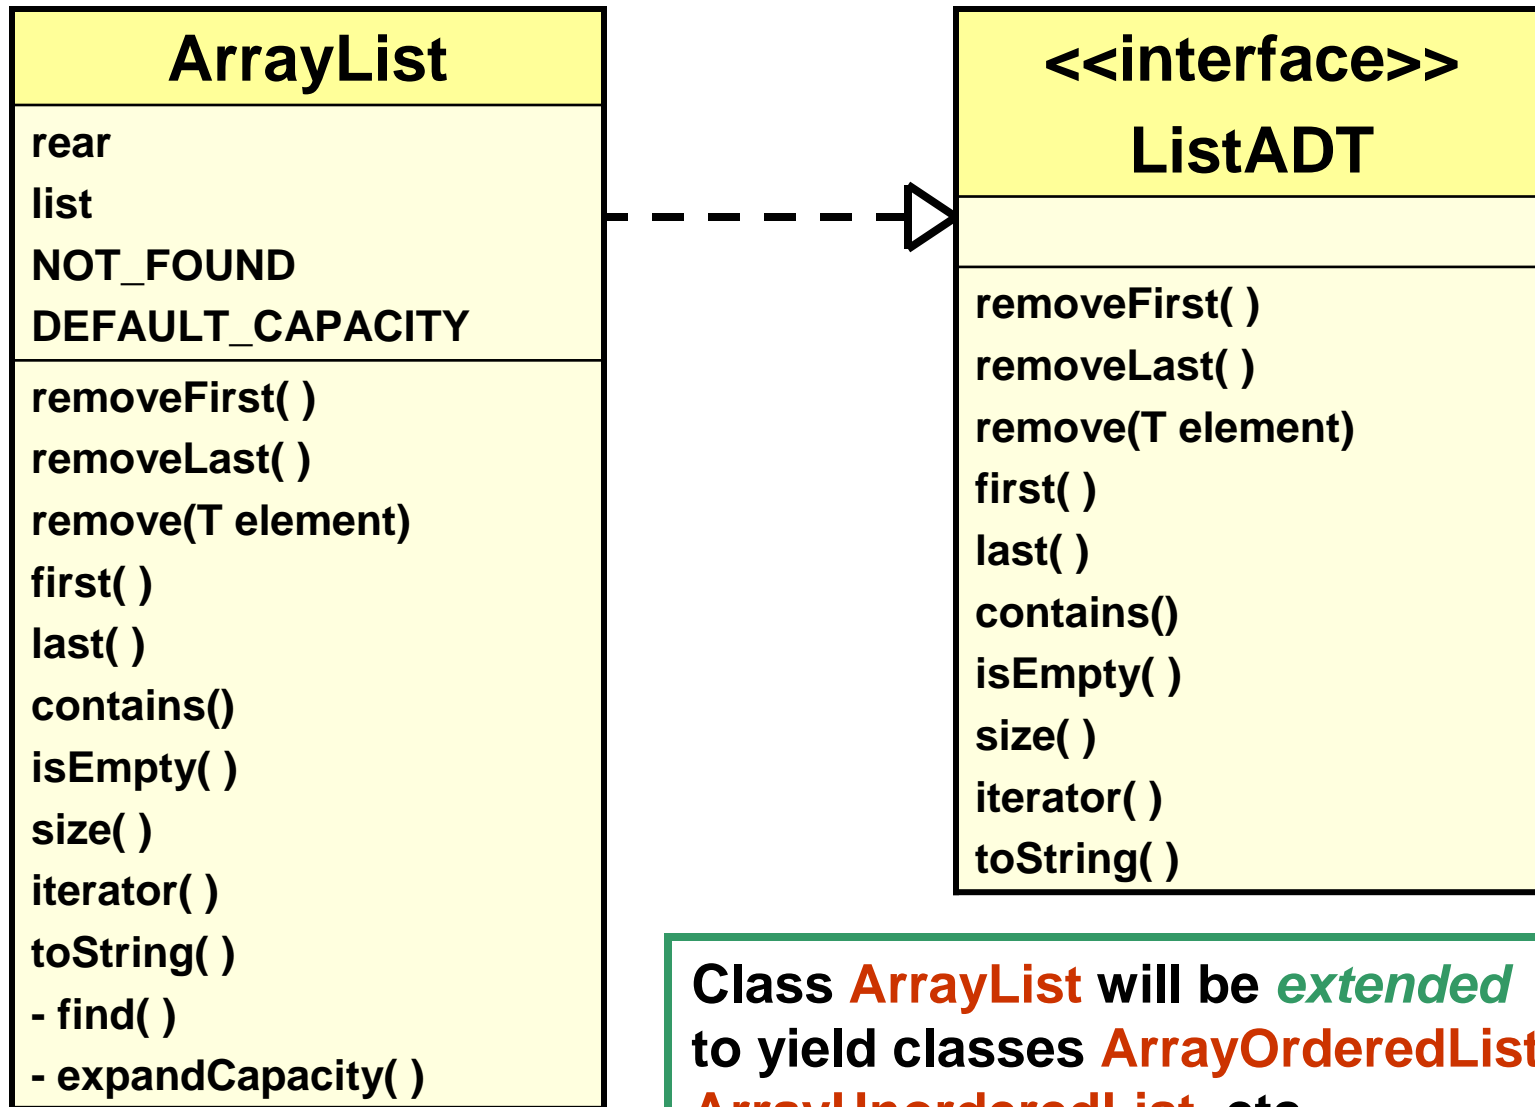 ArrayList
rear
list
NOT_FOUND
DEFAULT_CAPACITY
removeFirst( )
removeLast( )
remove(T element)
first( )
last( )
contains()
isEmpty( )
size( )
iterator( )
toString( )
- find( )
- expandCapacity( )
<<interface>>
ListADT
removeFirst( )
removeLast( )
remove(T element)
first( )
last( )
contains()
isEmpty( )
size( )
iterator( )
toString( )
Class ArrayList will be extended
to yield classes ArrayOrderedList
ArrayUnorderedList, etc